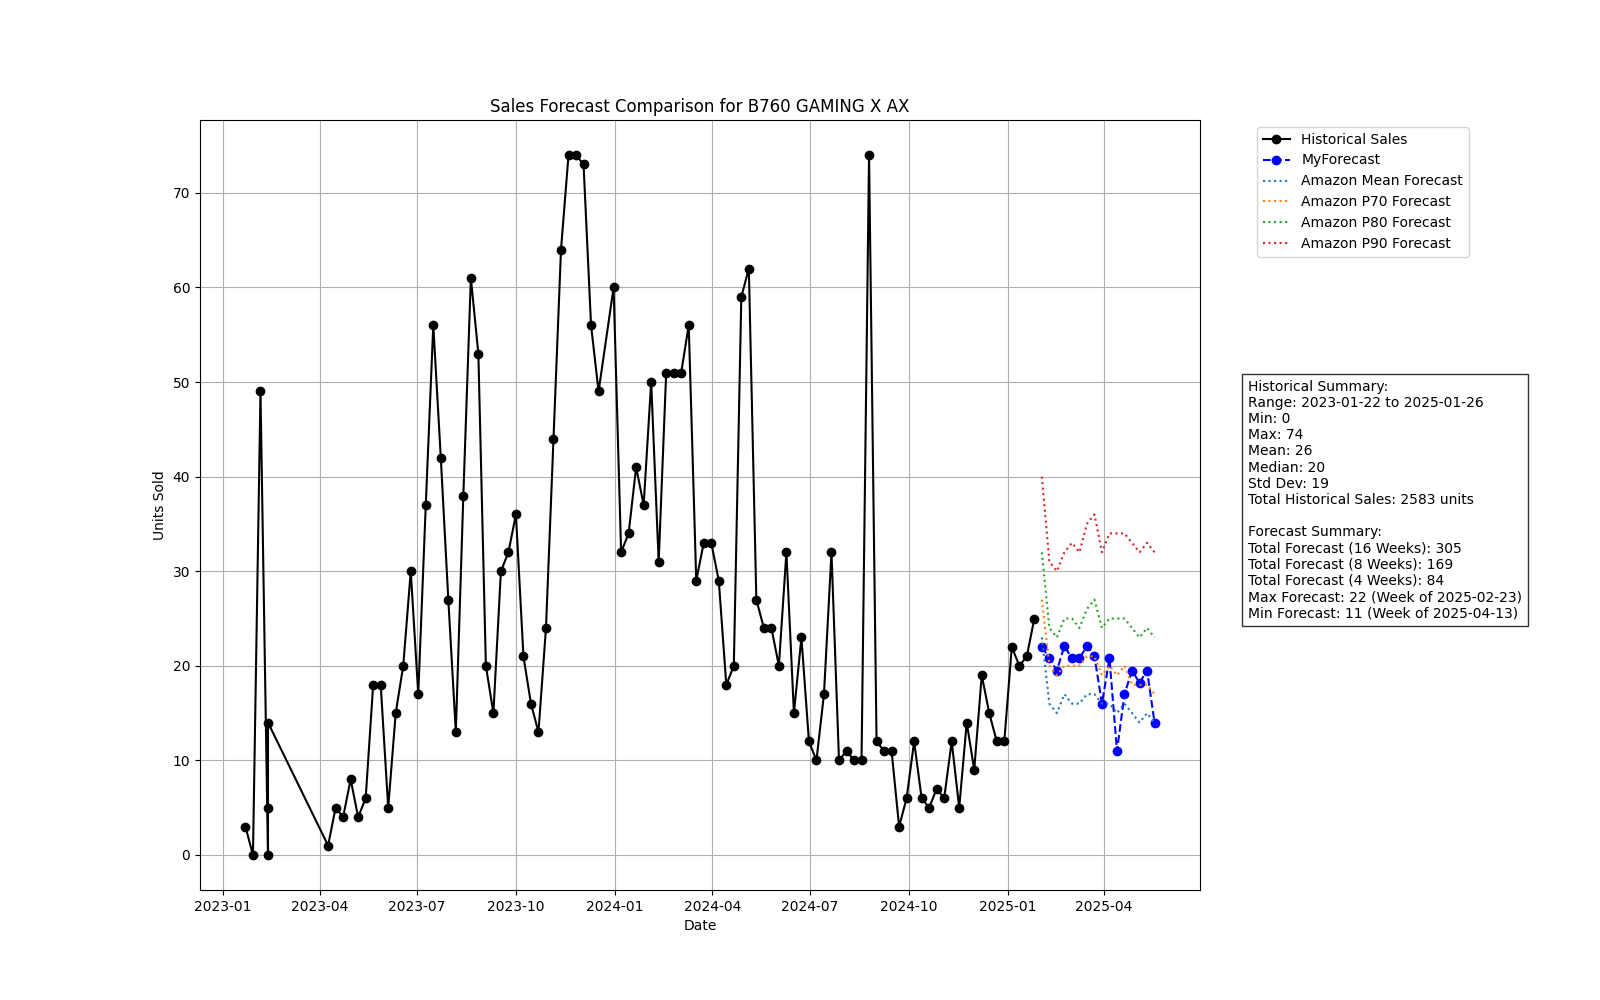 Sales Forecast Comparison for B760 GAMING X AX
Historical Sales
MyForecast
Amazon Mean Forecast
Amazon P70 Forecast
Amazon P80 Forecast
Amazon P90 Forecast
Units Sold
70
60
50
40
30
20
10
0
2023-01
2023-04
2023-07
2023-10
2024-01
2024-04
2024-07
2024-10
2025-01
2025-04
Date
Historical Summary:
Range: 2023-01-22 to 2025-01-26
Min: 0
Max: 74
Mean: 26
Median: 20
Std Dev: 19
Total Historical Sales: 2583 units
Forecast Summary:
Total Forecast (16 Weeks): 305
Total Forecast (8 Weeks): 169
Total Forecast (4 Weeks): 84
Max Forecast: 22 (Week of 2025-02-23)
Min Forecast: 11 (Week of 2025-04-13)